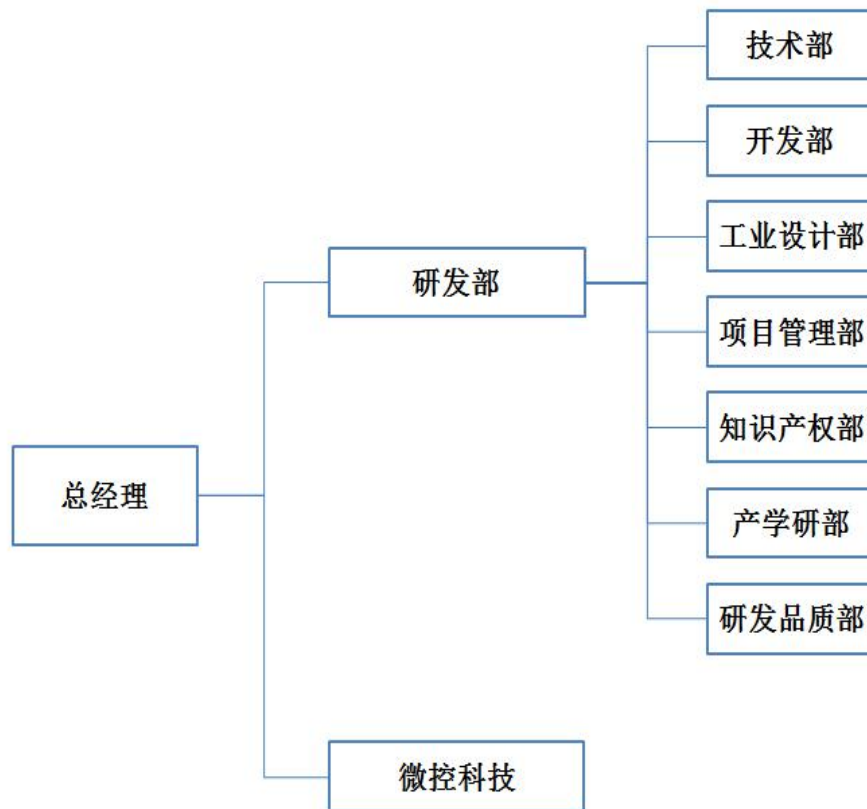 技术部
开发部
工业设计部
研发部
项目管理部
知识产权部
总经理
产学研部
研发品质部
微控科技